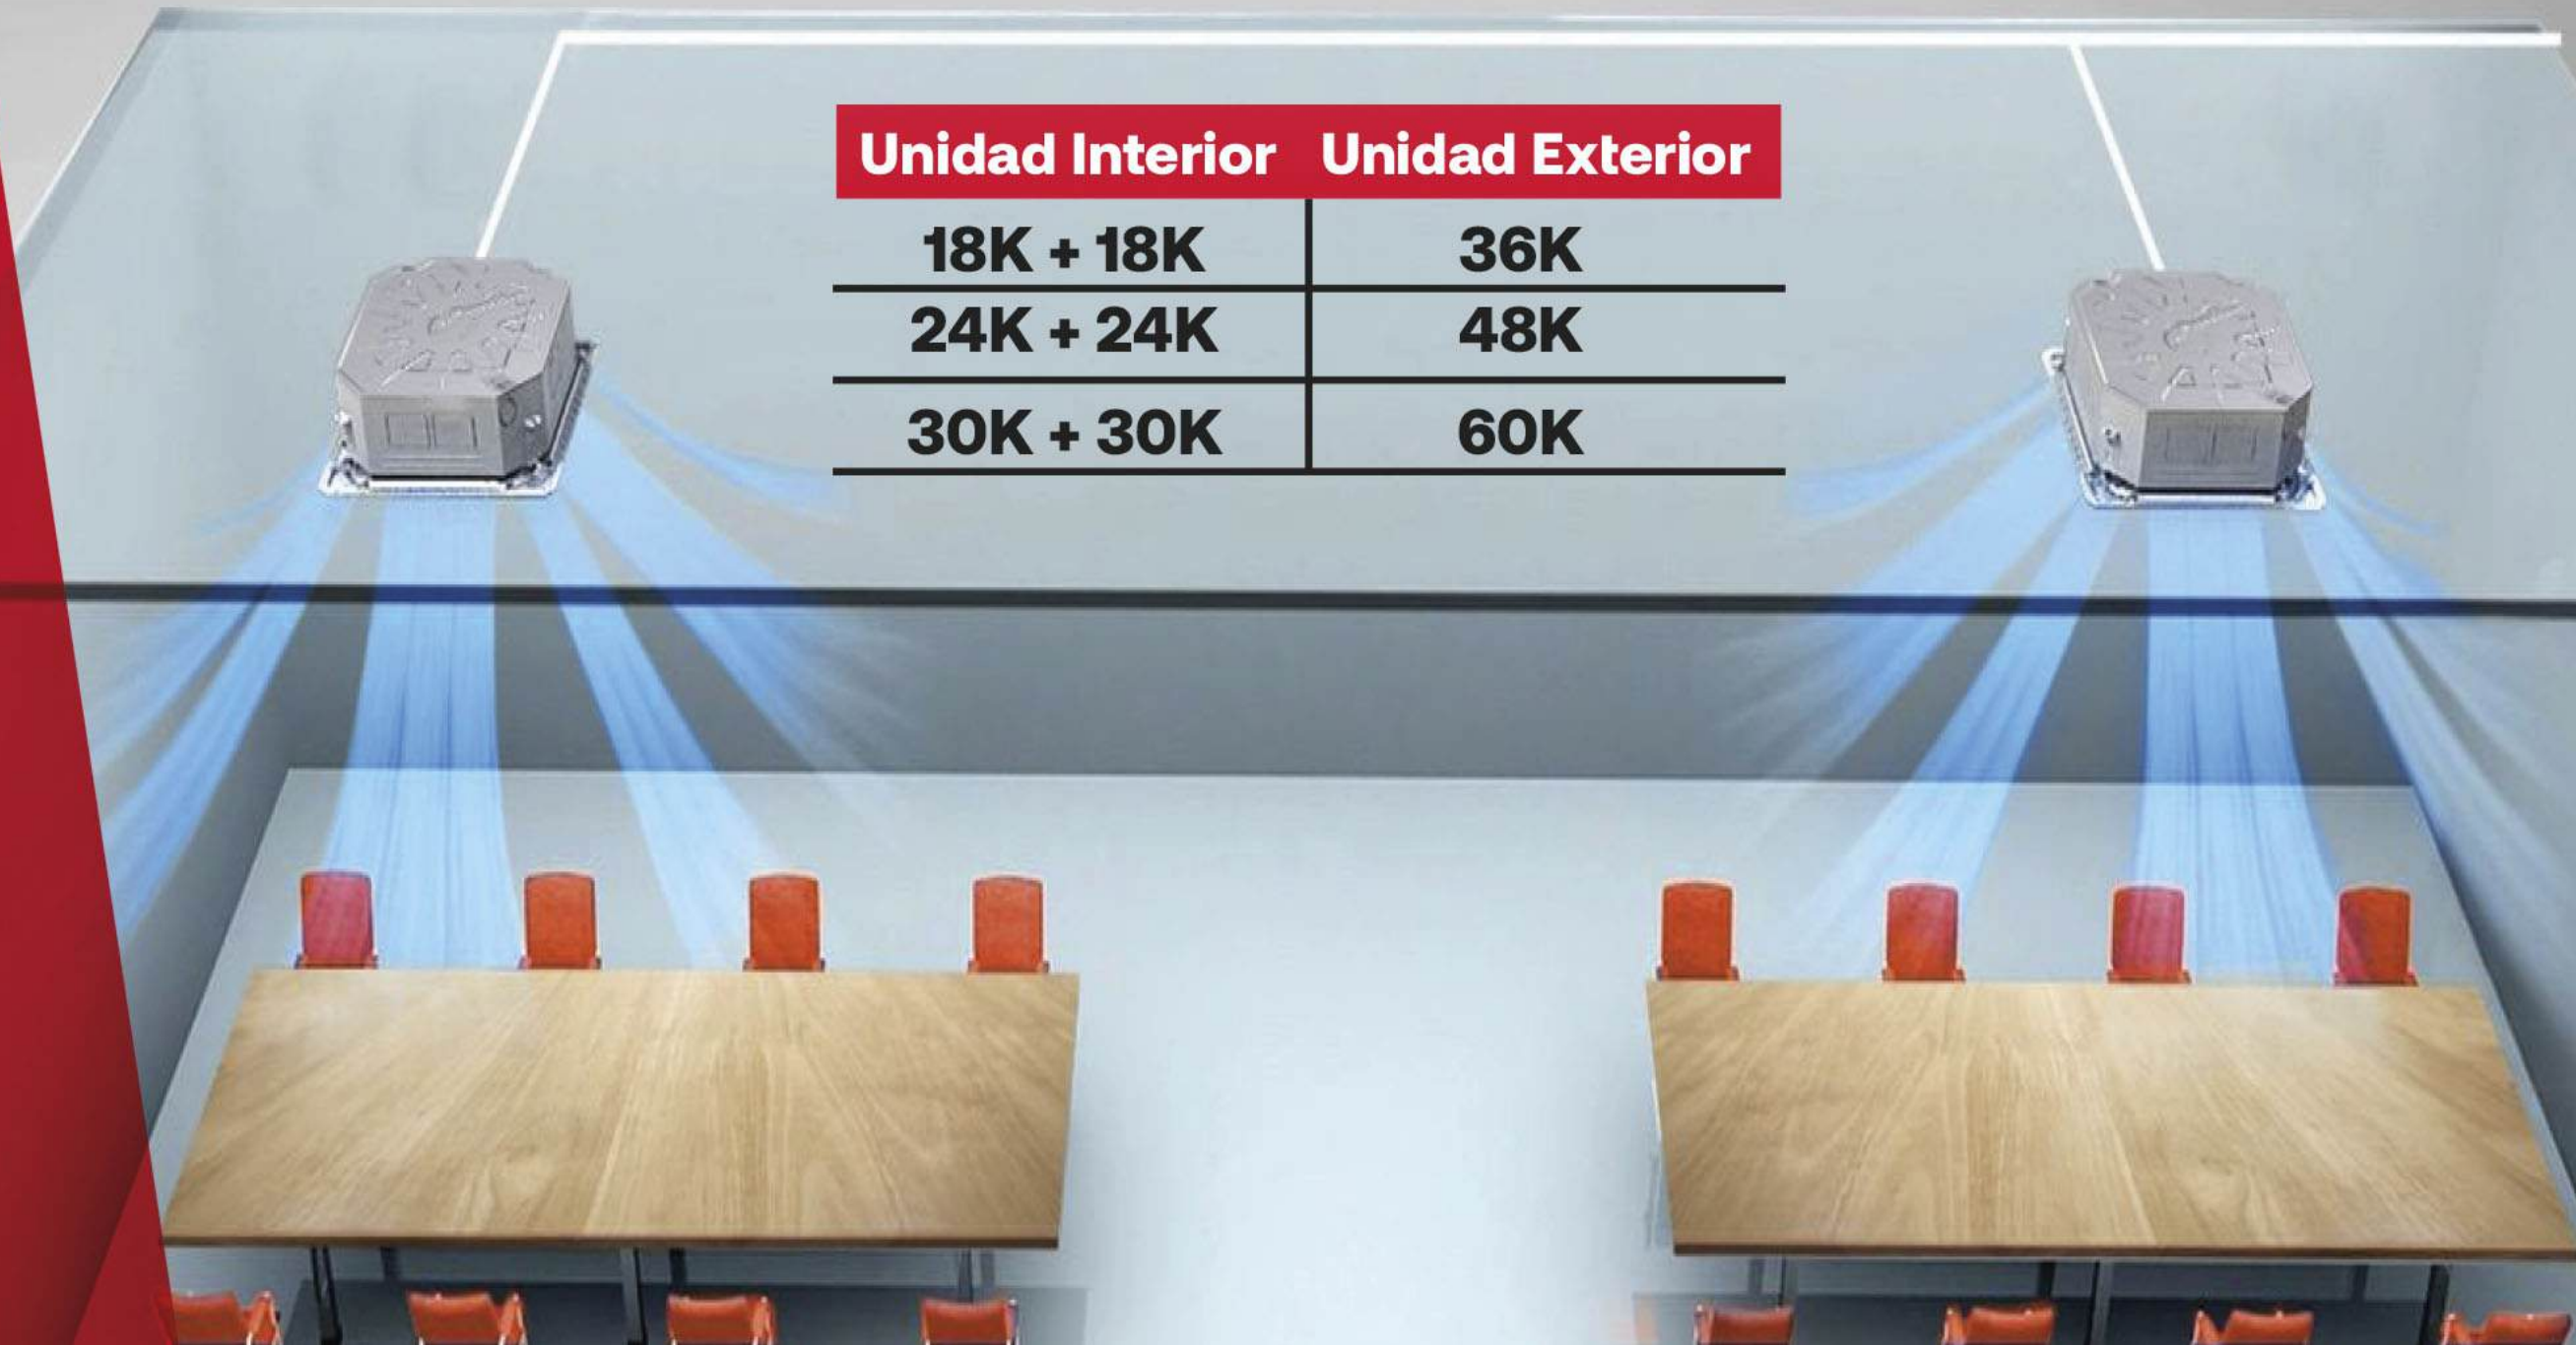 Unidad Interior Unidad Exterior
18K + 18K 36K
24K + 24K 48K
30K + 30K 60K